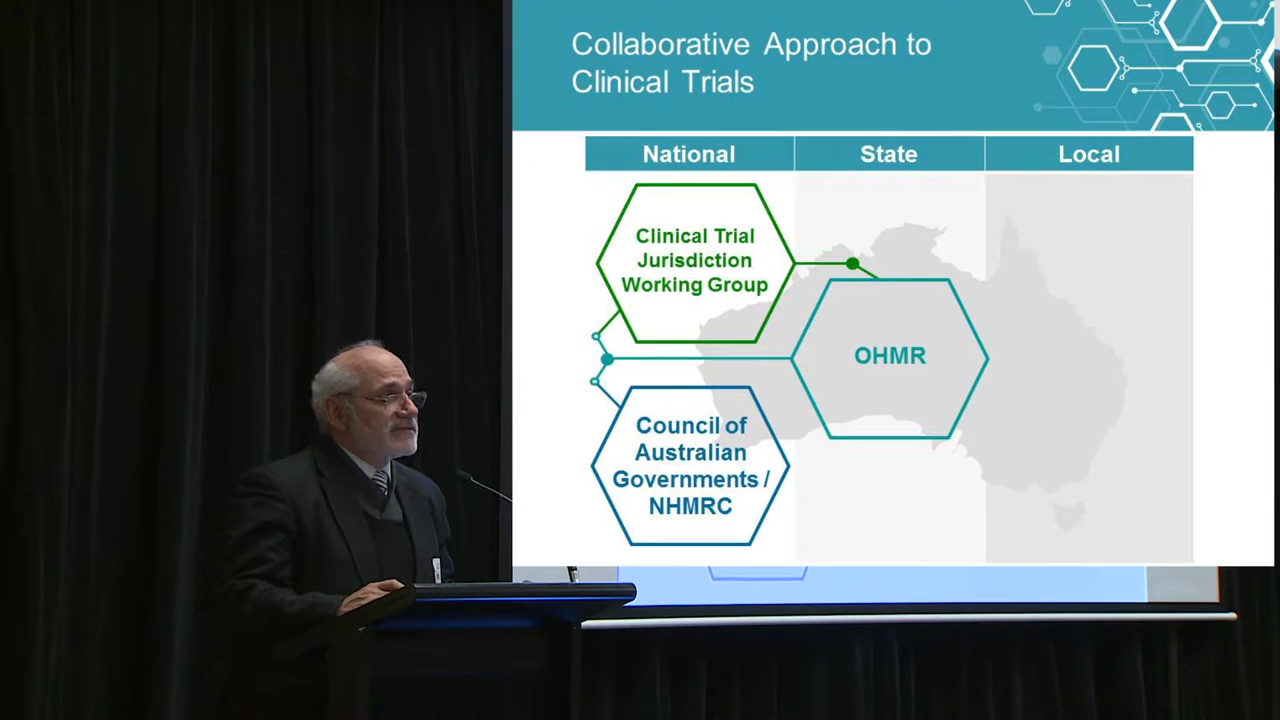 Collaborative Approach to
Clinical Trials
National State Local
Clinical Trial
Jurisdiction
Working Group
OHMR
Council of
Australian
Governments /
NHMRC